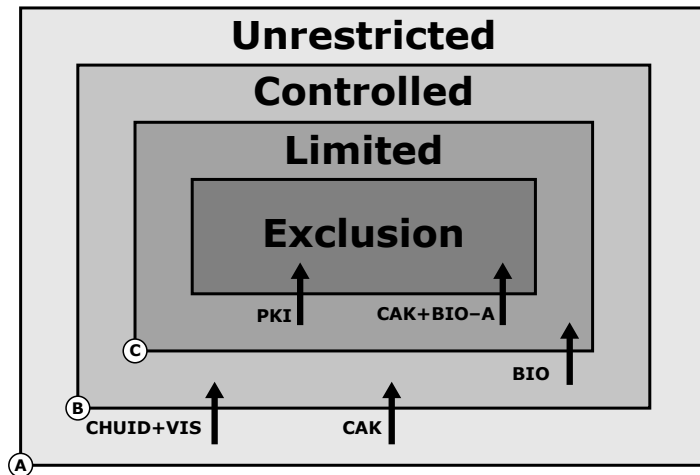 Unrestricted
Controlled
Limited
Exclusion
PKI
CAK+BIO–A
C
BIO
B
CHUID+VIS
CAK
A